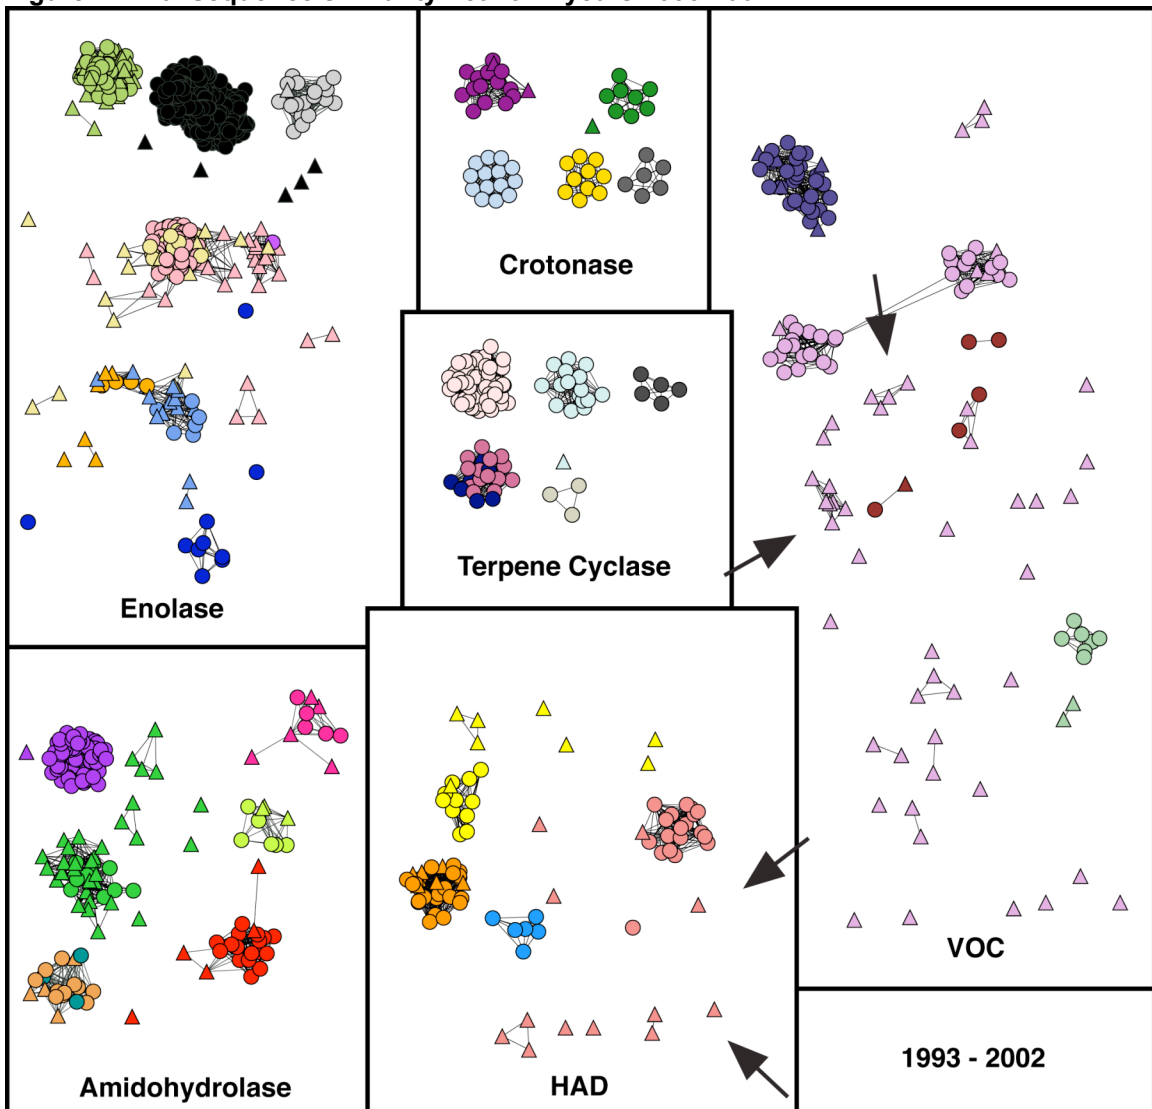 Crotonase
Terpene Cyclase
Enolase
VOC
1993 - 2002
Amidohydrolase
HAD